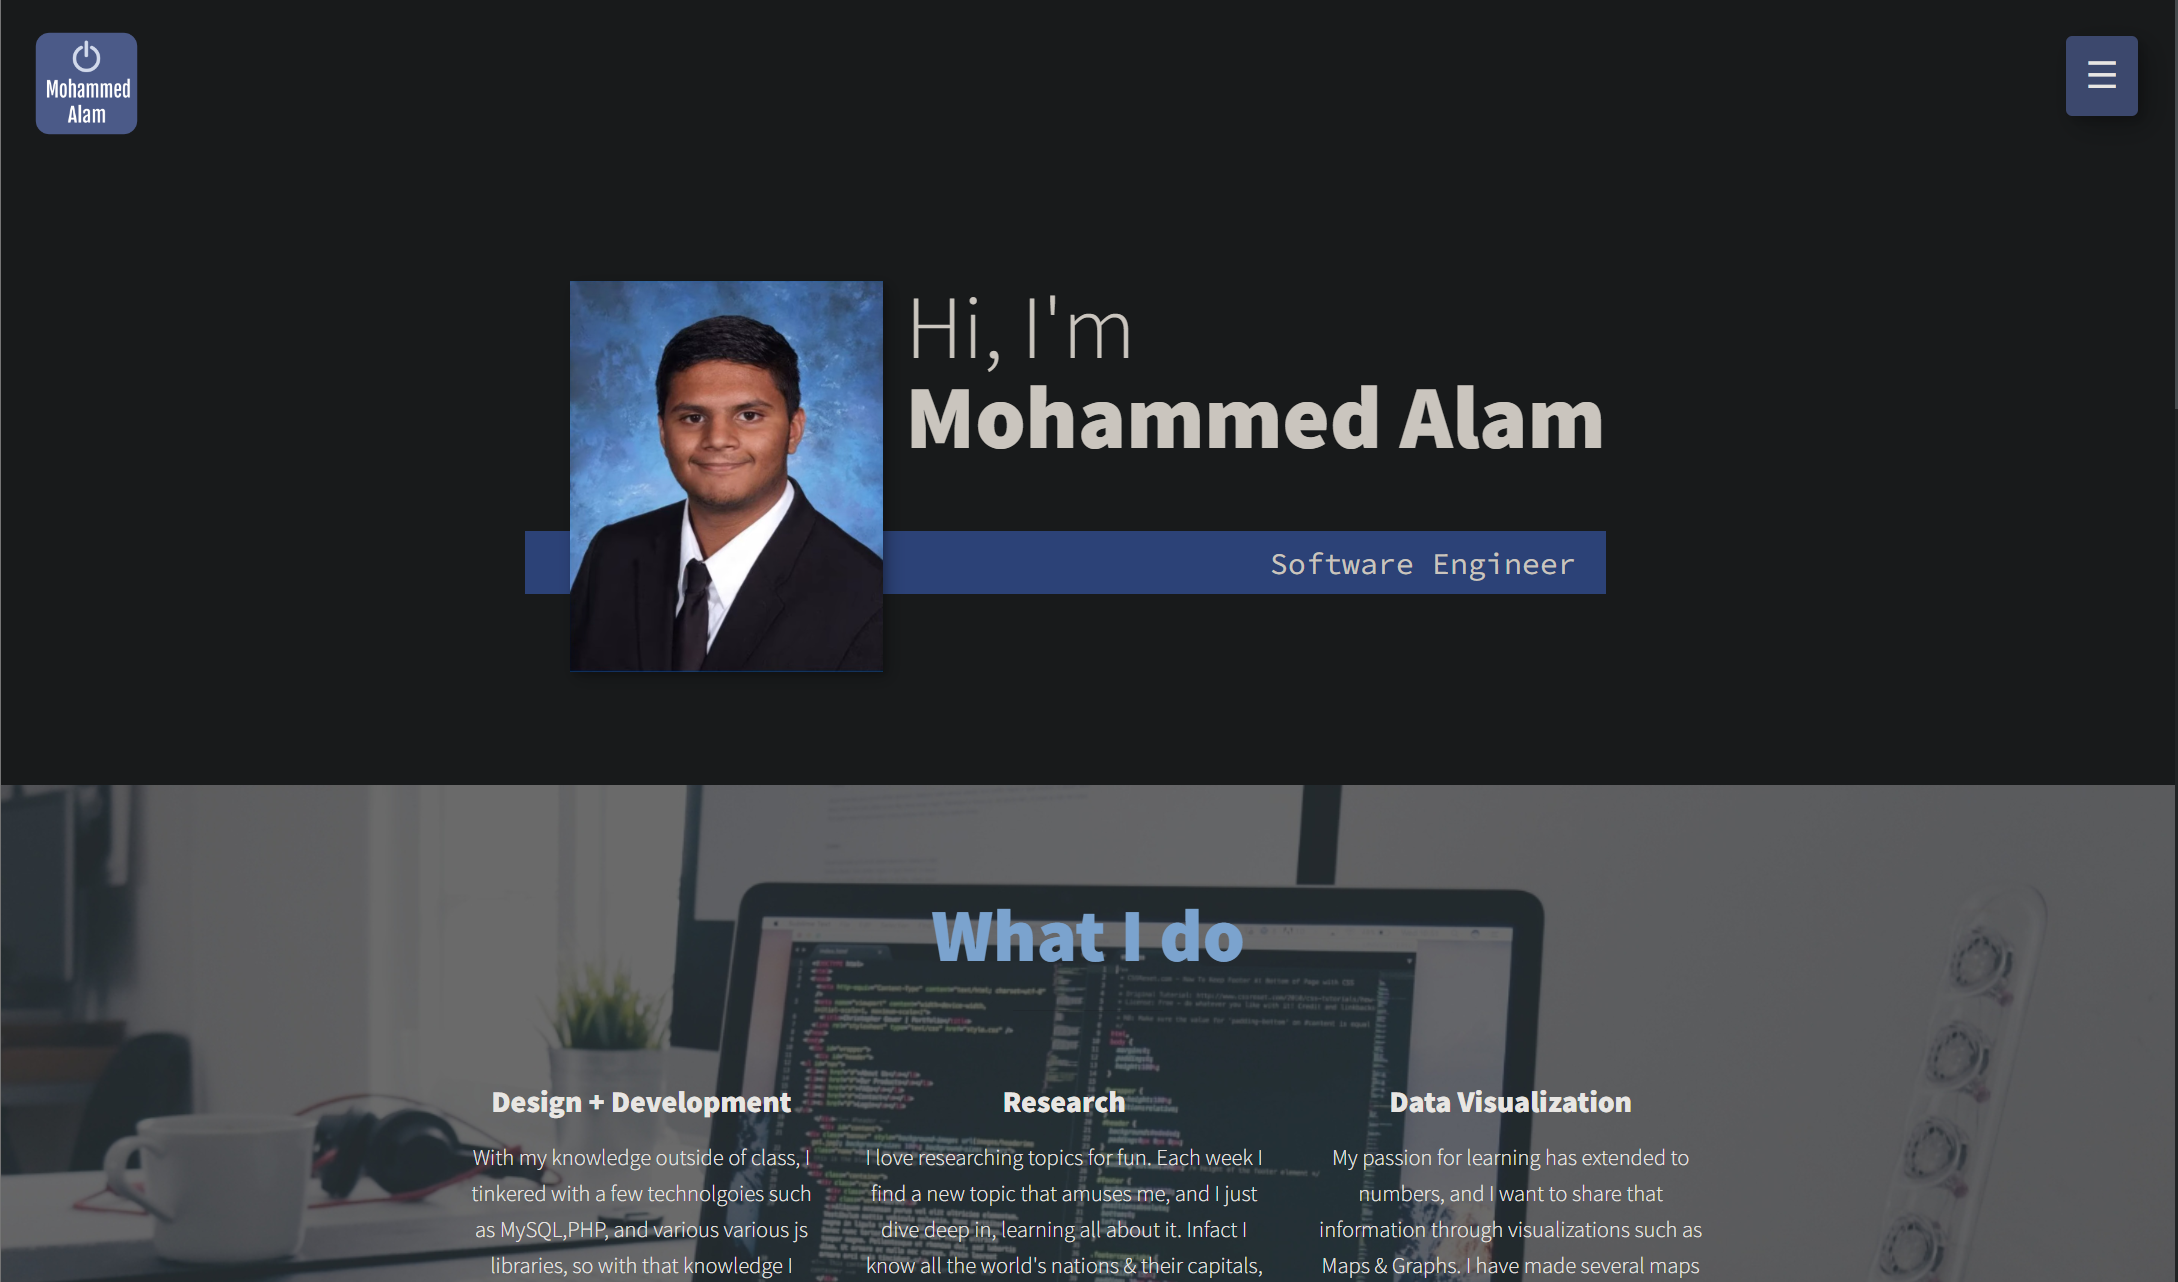 Mohammed
Alam
☰
Hi, I'm
Mohammed Alam
Software Engineer
What I do
Design + Development
With my knowledge outside of class, I
tinkered with a few technolgoies such
as MySQL,PHP, and various various js
libraries, so with that knowledge I
Research
I love researching topics for fun. Each week I
find a new topic that amuses me, and I just
dive deep in, learning all about it. Infact I
know all the world's nations & their capitals,
Data Visualization
My passion for learning has extended to
numbers, and I want to share that
information through visualizations such as
Maps & Graphs. I have made several maps